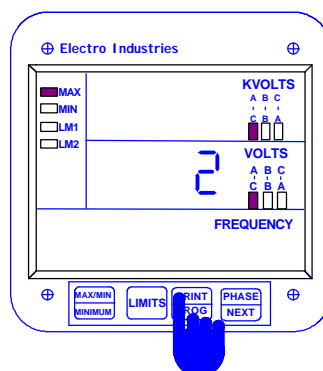 Electro Industries
MAX
MIN
LM1
LM2
KVOLTS
A B C
C B A
2
VOLTS
A B C
C B A
FREQUENCY
MAX/MIN
MINIMUM
LIMITS
PRINT
PROG
PHASE
NEXT